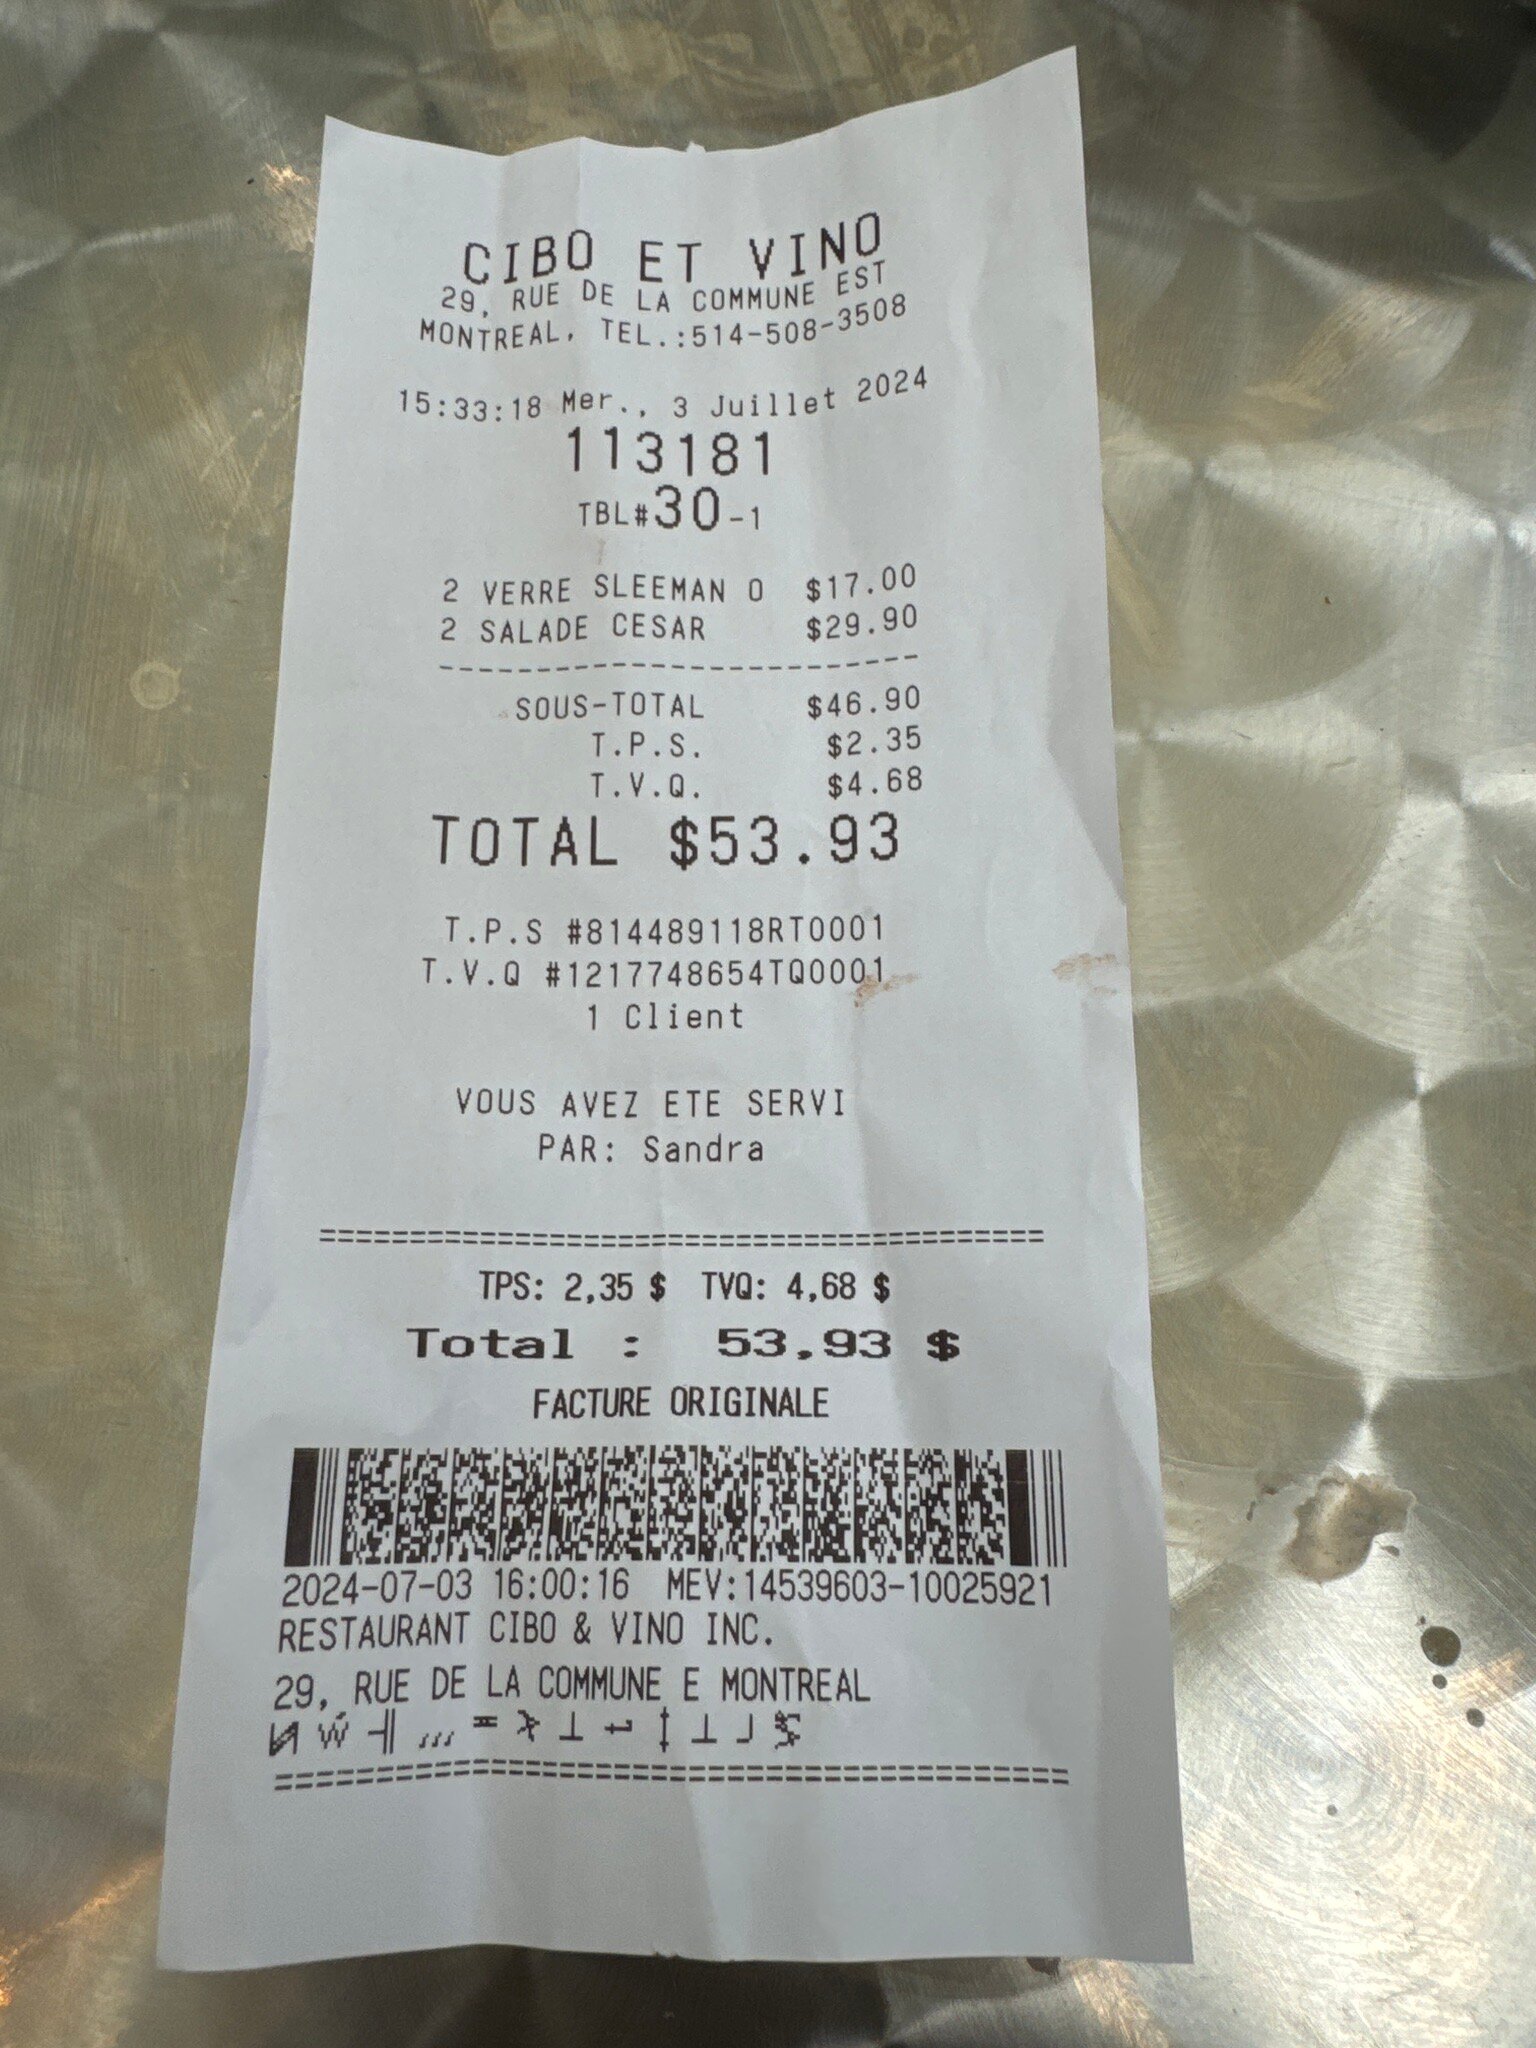 CIBO ET VINO
29, RUE DE LA COMMUNE EST
MONTREAL, TEL.:514-508-3508
15:33:18 Mer., 3 Juillet 2024
113181
TBL#30-1
2 VERRE SLEEMAN O $17.00
2 SALADE CESAR $29.90
------------------------
SOUS-TOTAL $46.90
T.P.S. $2.35
T.V.Q. $4.68
TOTAL $53.93
T.P.S #814489118RT0001
T.V.Q #1217748654TQ0001
1 Client
VOUS AVEZ ETE SERVI
PAR: Sandra
========================================
TPS: 2,35 $ TVQ: 4,68 $
Total : 53,93 $
FACTURE ORIGINALE
2024-07-03 16:00:16 MEV:14539603-10025921
RESTAURANT CIBO & VINO INC.
29, RUE DE LA COMMUNE E MONTREAL
========================================